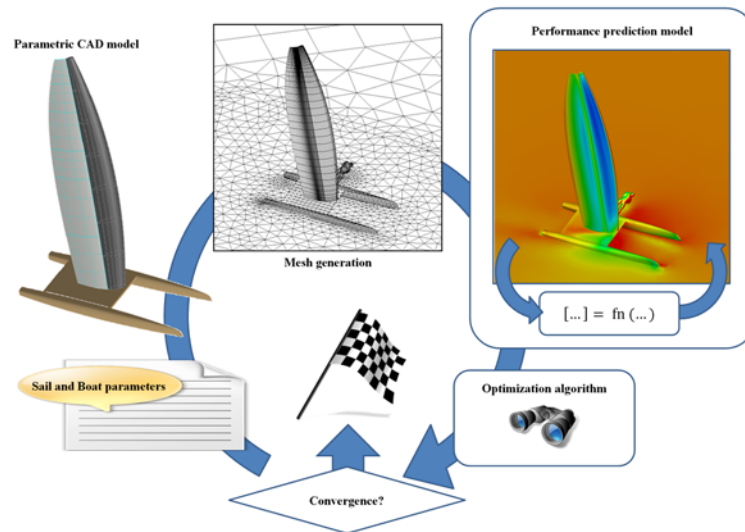 Parametric CAD model
Performance prediction model
Mesh generation
[...] = fn (...)
Sail and Boat parameters
Optimization algorithm
Convergence?